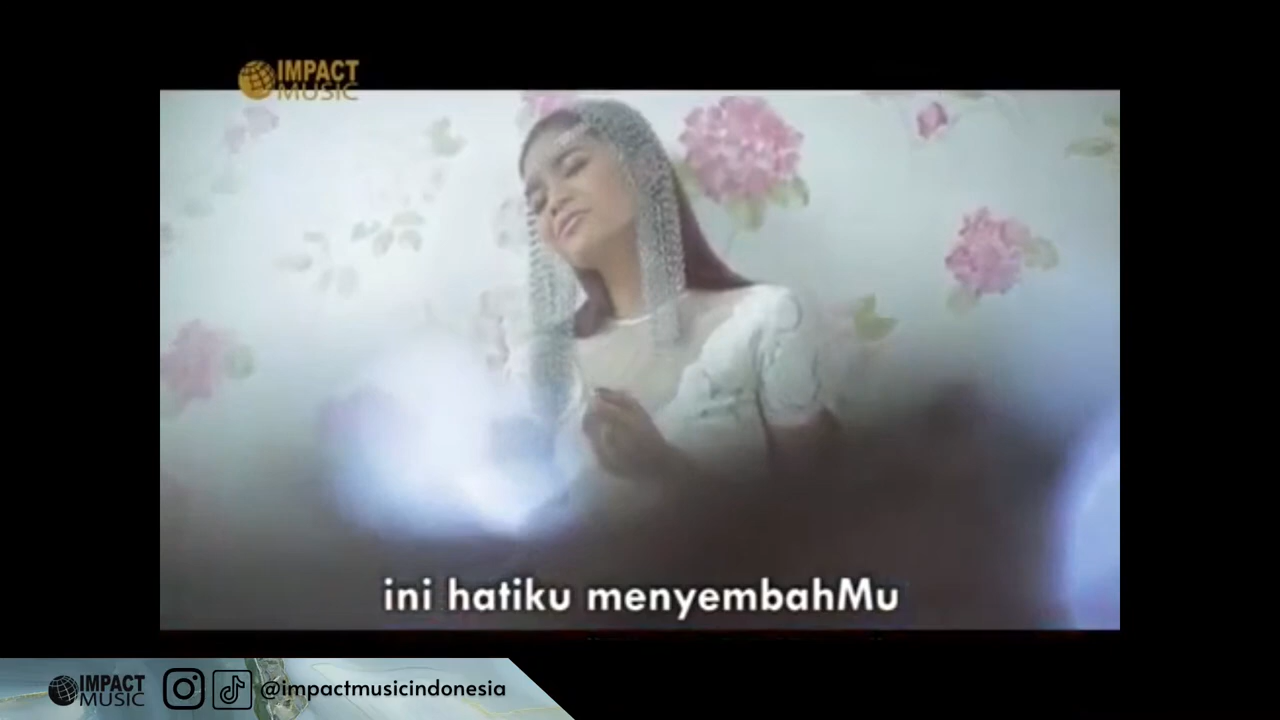 IMPACT
MUSIC
ini hatiku menyembahMu
IMPACT
MUSIC
@impactmusicindonesia